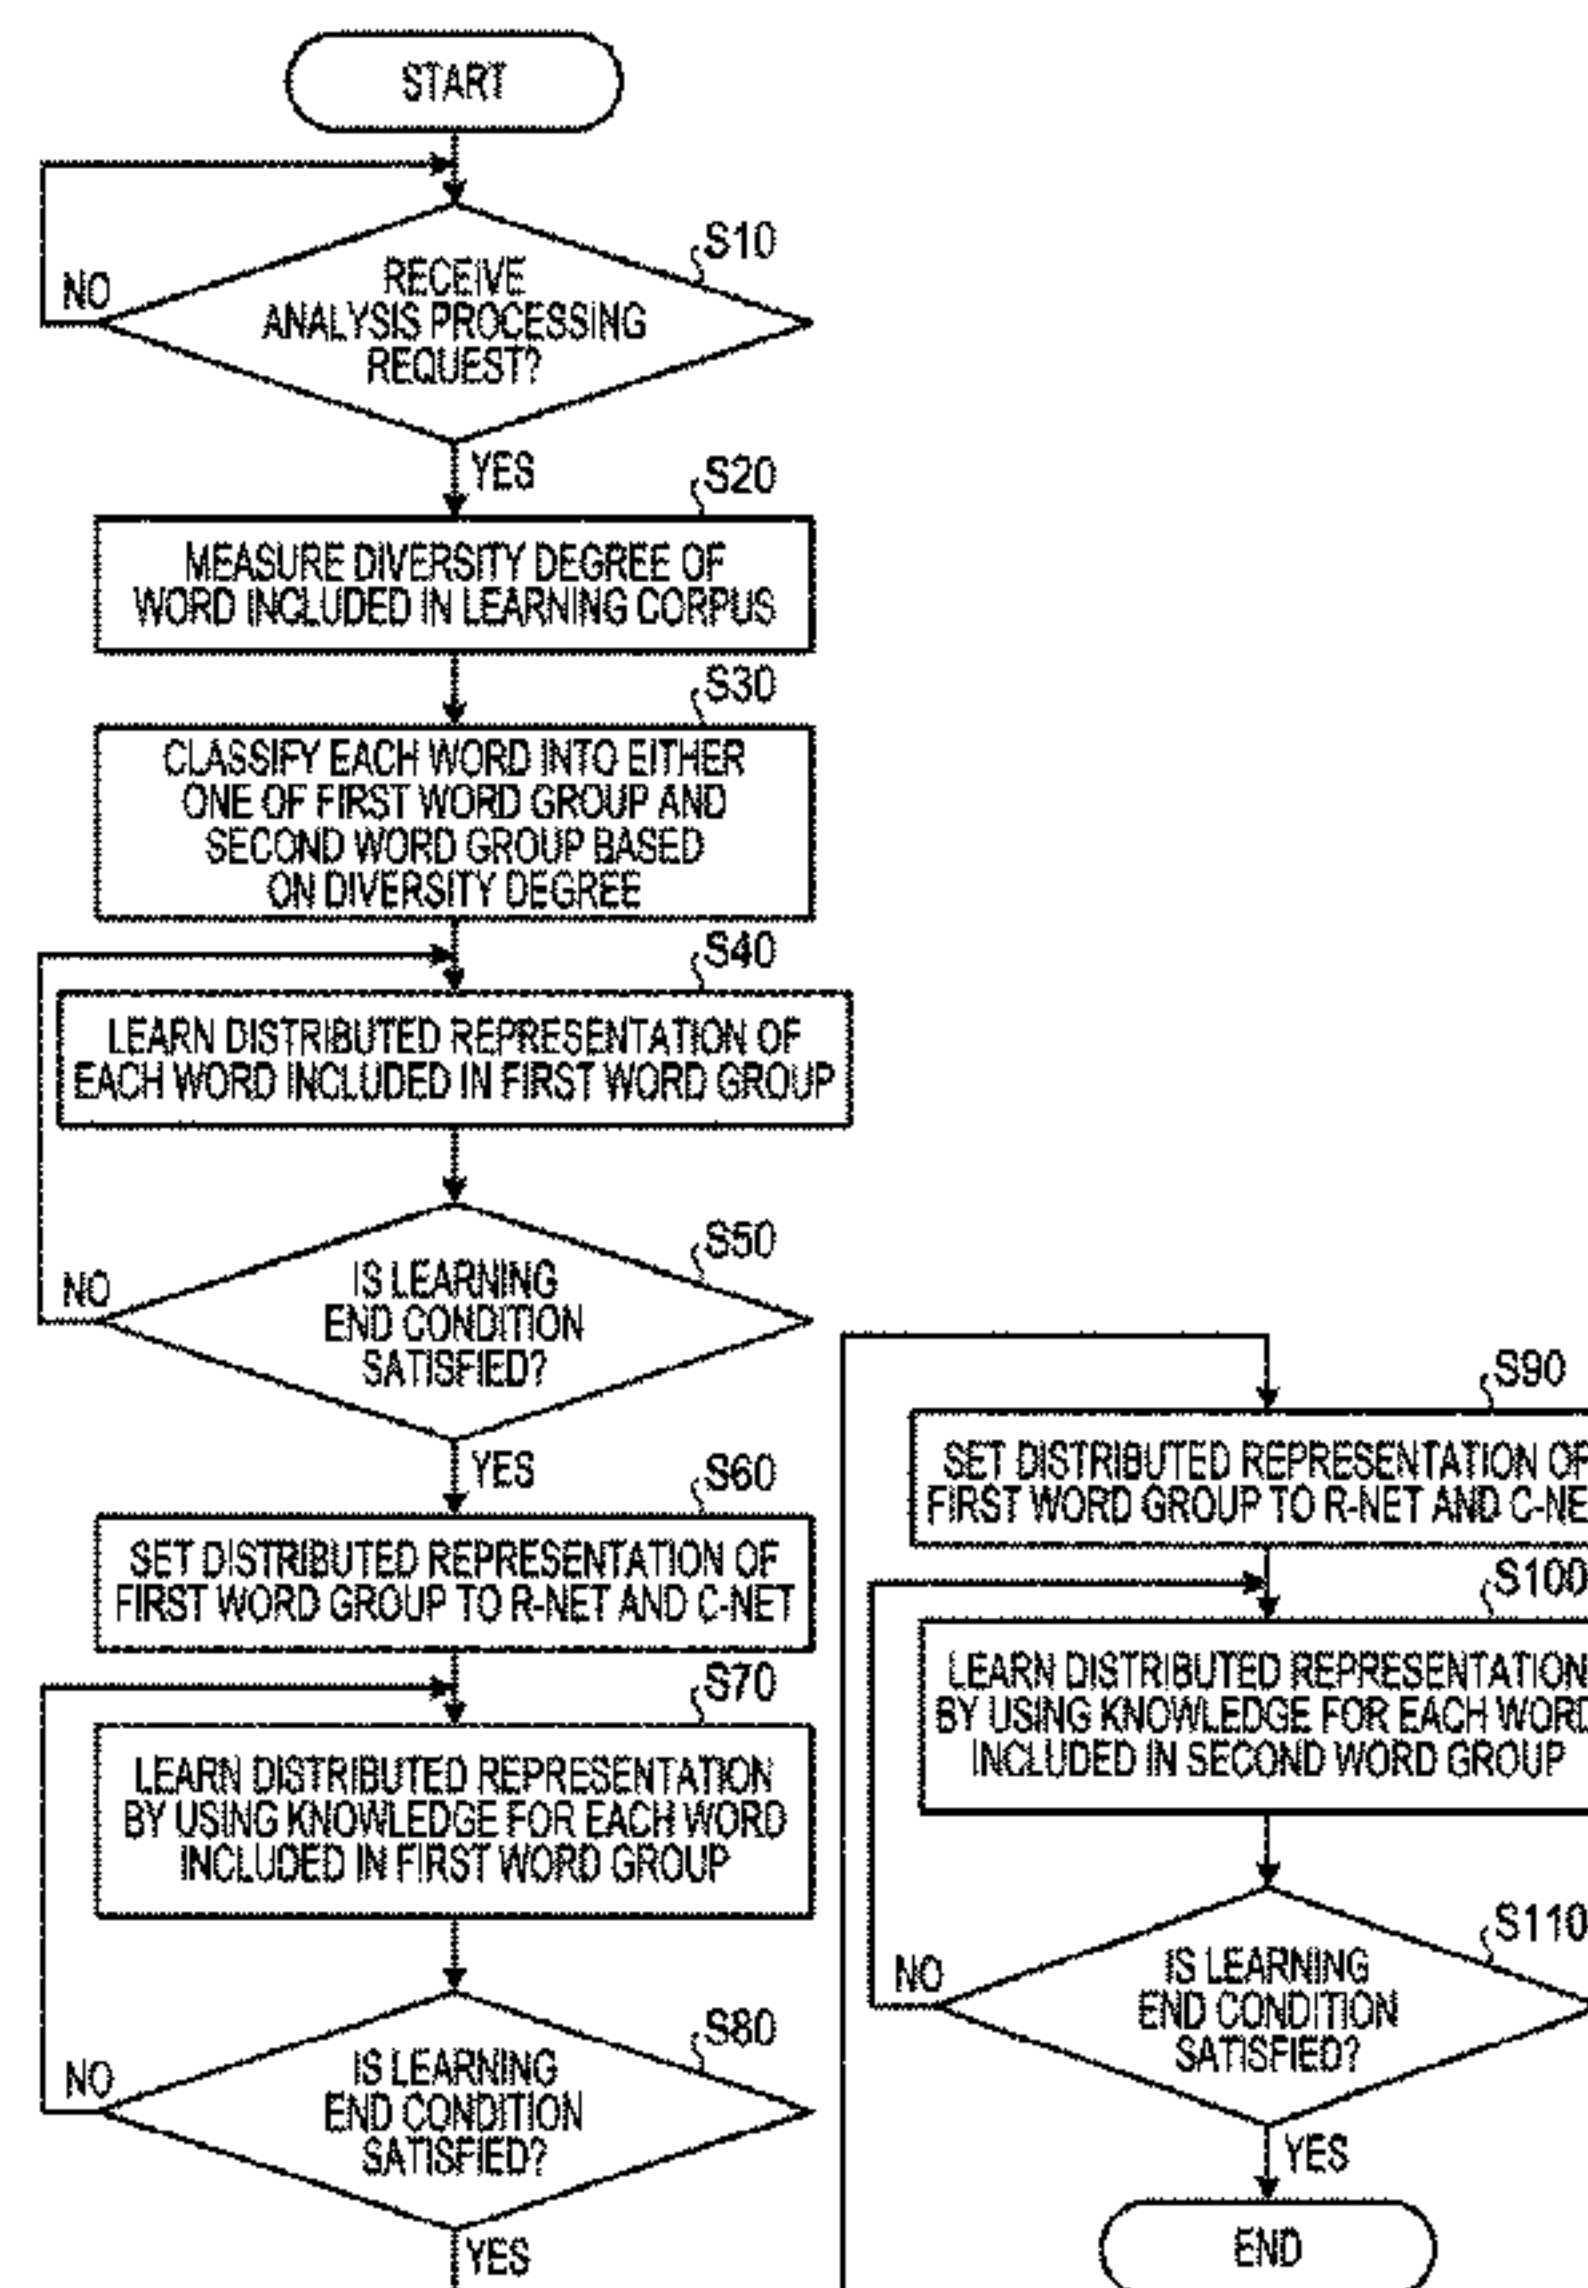 START
S10
NO
RECEIVE
ANALYSIS PROCESSING
REQUEST?
YES
S20
MEASURE DIVERSITY DEGREE OF
WORD INCLUDED IN LEARNING CORPUS
S30
CLASSIFY EACH WORD INTO EITHER
ONE OF FIRST WORD GROUP AND
SECOND WORD GROUP BASED
ON DIVERSITY DEGREE
S40
LEARN DISTRIBUTED REPRESENTATION OF
EACH WORD INCLUDED IN FIRST WORD GROUP
S50
NO
IS LEARNING
END CONDITION
SATISFIED?
YES
S60
SET DISTRIBUTED REPRESENTATION OF
FIRST WORD GROUP TO R-NET AND C-NET
S70
LEARN DISTRIBUTED REPRESENTATION
BY USING KNOWLEDGE FOR EACH WORD
INCLUDED IN FIRST WORD GROUP
S80
NO
IS LEARNING
END CONDITION
SATISFIED?
YES
S90
SET DISTRIBUTED REPRESENTATION OF
FIRST WORD GROUP TO R-NET AND C-NE
S100
LEARN DISTRIBUTED REPRESENTATION
BY USING KNOWLEDGE FOR EACH WORD
INCLUDED IN SECOND WORD GROUP
S110
NO
IS LEARNING
END CONDITION
SATISFIED?
YES
END